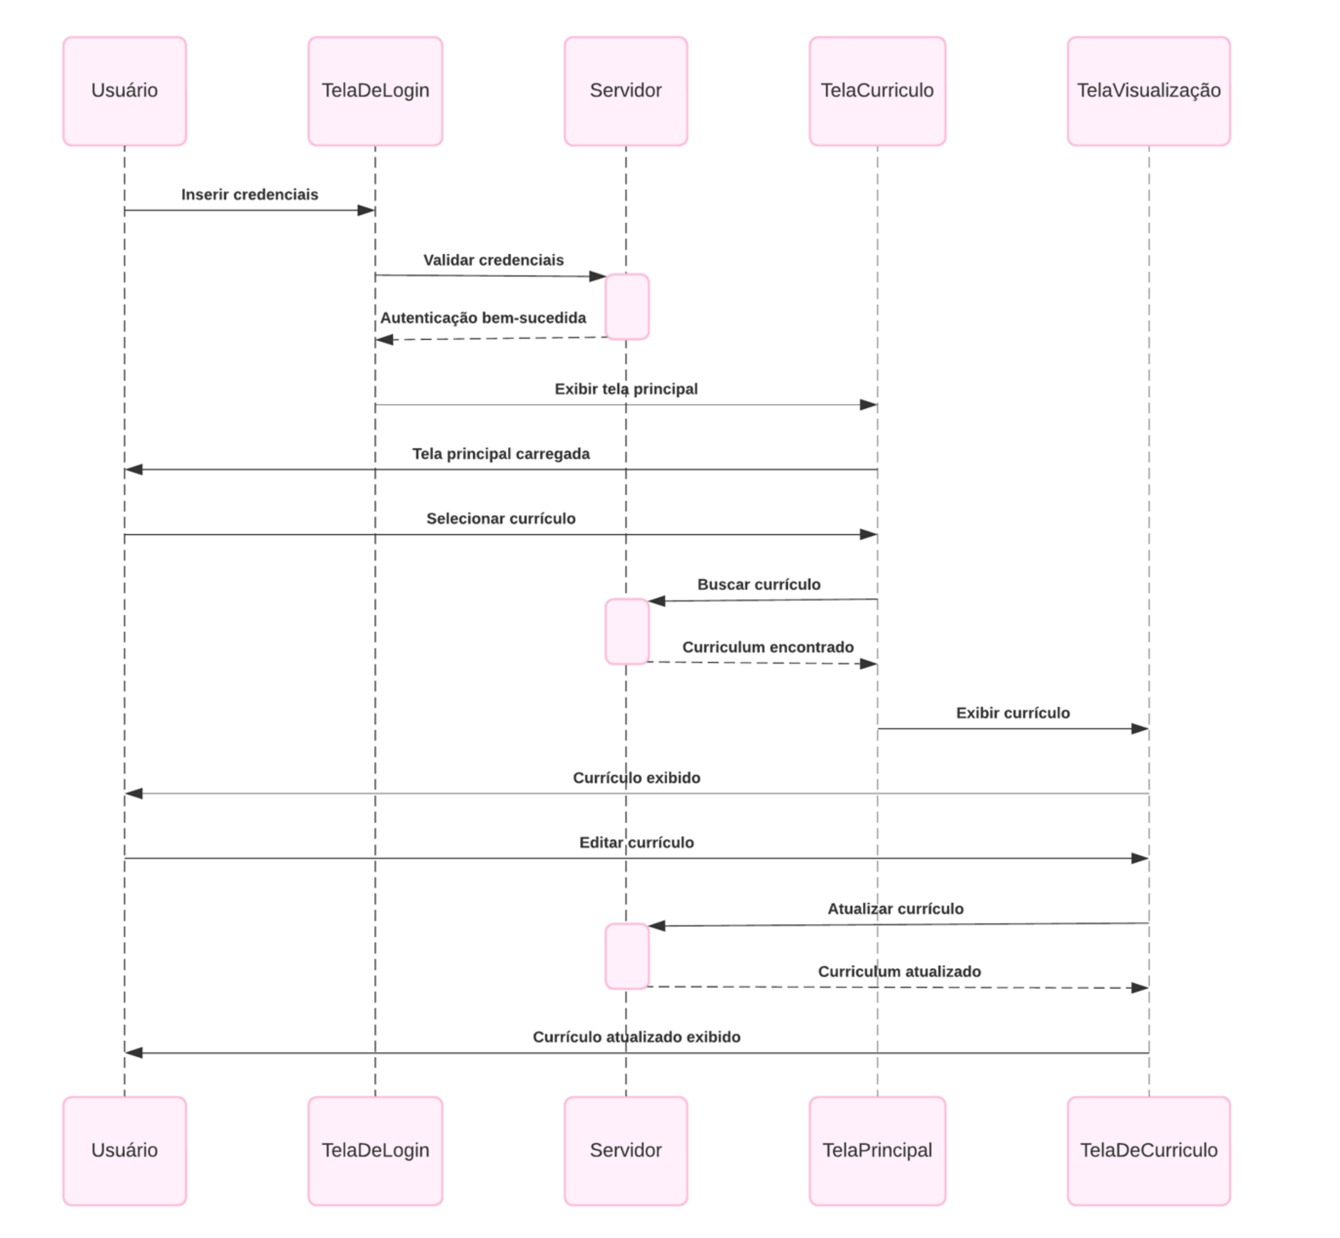 Usuário
TelaDeLogin
Servidor
TelaCurriculo
TelaVisualização
Inserir credenciais
Validar credenciais
Autenticação bem-sucedida
Exibir tela principal
Tela principal carregada
Selecionar currículo
Buscar currículo
Curriculum encontrado
Exibir currículo
Currículo exibido
Editar currículo
Atualizar currículo
Curriculum atualizado
Currículo atualizado exibido
Usuário
TelaDeLogin
Servidor
TelaPrincipal
TelaDeCurriculo